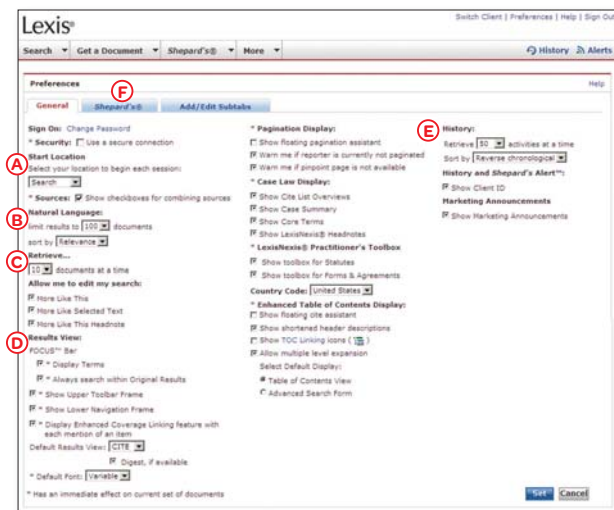 Lexis®
Switch Client | Preferences | Help | Sign Out
Search Get a Document Shepard's® More History Alerts
Preferences Help
F
General Shepard's® Add/Edit Subtabs
Sign On: Change Password
* Security: Use a secure connection
A
Start Location
Select your location to begin each session:
Search
* Sources: Show checkboxes for combining sources
B
Natural Language:
limit results to 100 documents
sort by Relevance
C
Retrieve...
10 documents at a time
Allow me to edit my search:
More Like This
More Like Selected Text
More Like This Headnote
D
Results View:
FOCUS™ Bar
* Display Terms
* Always search within Original Results
* Show Upper Toolbar Frame
* Show Lower Navigation Frame
* Display Enhanced Coverage Linking feature with
each mention of an item
Default Results View: CITE
Digest, if available
* Default Font: Variable
* Has an immediate effect on current set of documents
* Pagination Display:
Show floating pagination assistant
Warn me if reporter is currently not paginated
Warn me if pinpoint page is not available
* Case Law Display:
Show Cite List Overviews
Show Case Summary
Show Core Terms
Show LexisNexis® Headnotes
* LexisNexis® Practitioner's Toolbox
Show toolbox for Statutes
Show toolbox for Forms & Agreements
Country Code: United States
* Enhanced Table of Contents Display:
Show floating cite assistant
Show shortened header descriptions
Show TOC Linking icons ( )
Allow multiple level expansion
Select Default Display:
Table of Contents View
Advanced Search Form
E
History:
Retrieve 50 activities at a time
Sort by Reverse chronological
History and Shepard's Alert™:
Show Client ID
Marketing Announcements
Show Marketing Announcements
Set Cancel